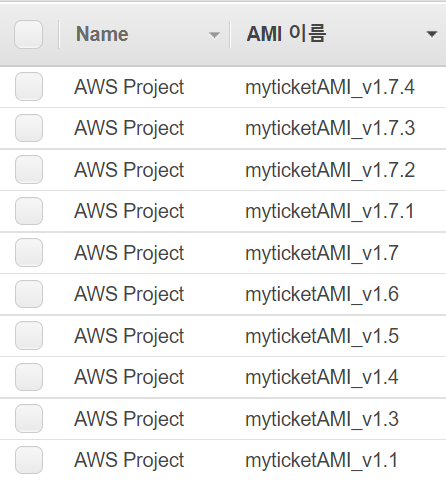 Name AMI 이름
AWS Project myticketAMI_v1.7.4
AWS Project myticketAMI_v1.7.3
AWS Project myticketAMI_v1.7.2
AWS Project myticketAMI_v1.7.1
AWS Project myticketAMI_v1.7
AWS Project myticketAMI_v1.6
AWS Project myticketAMI_v1.5
AWS Project myticketAMI_v1.4
AWS Project myticketAMI_v1.3
AWS Project myticketAMI_v1.1